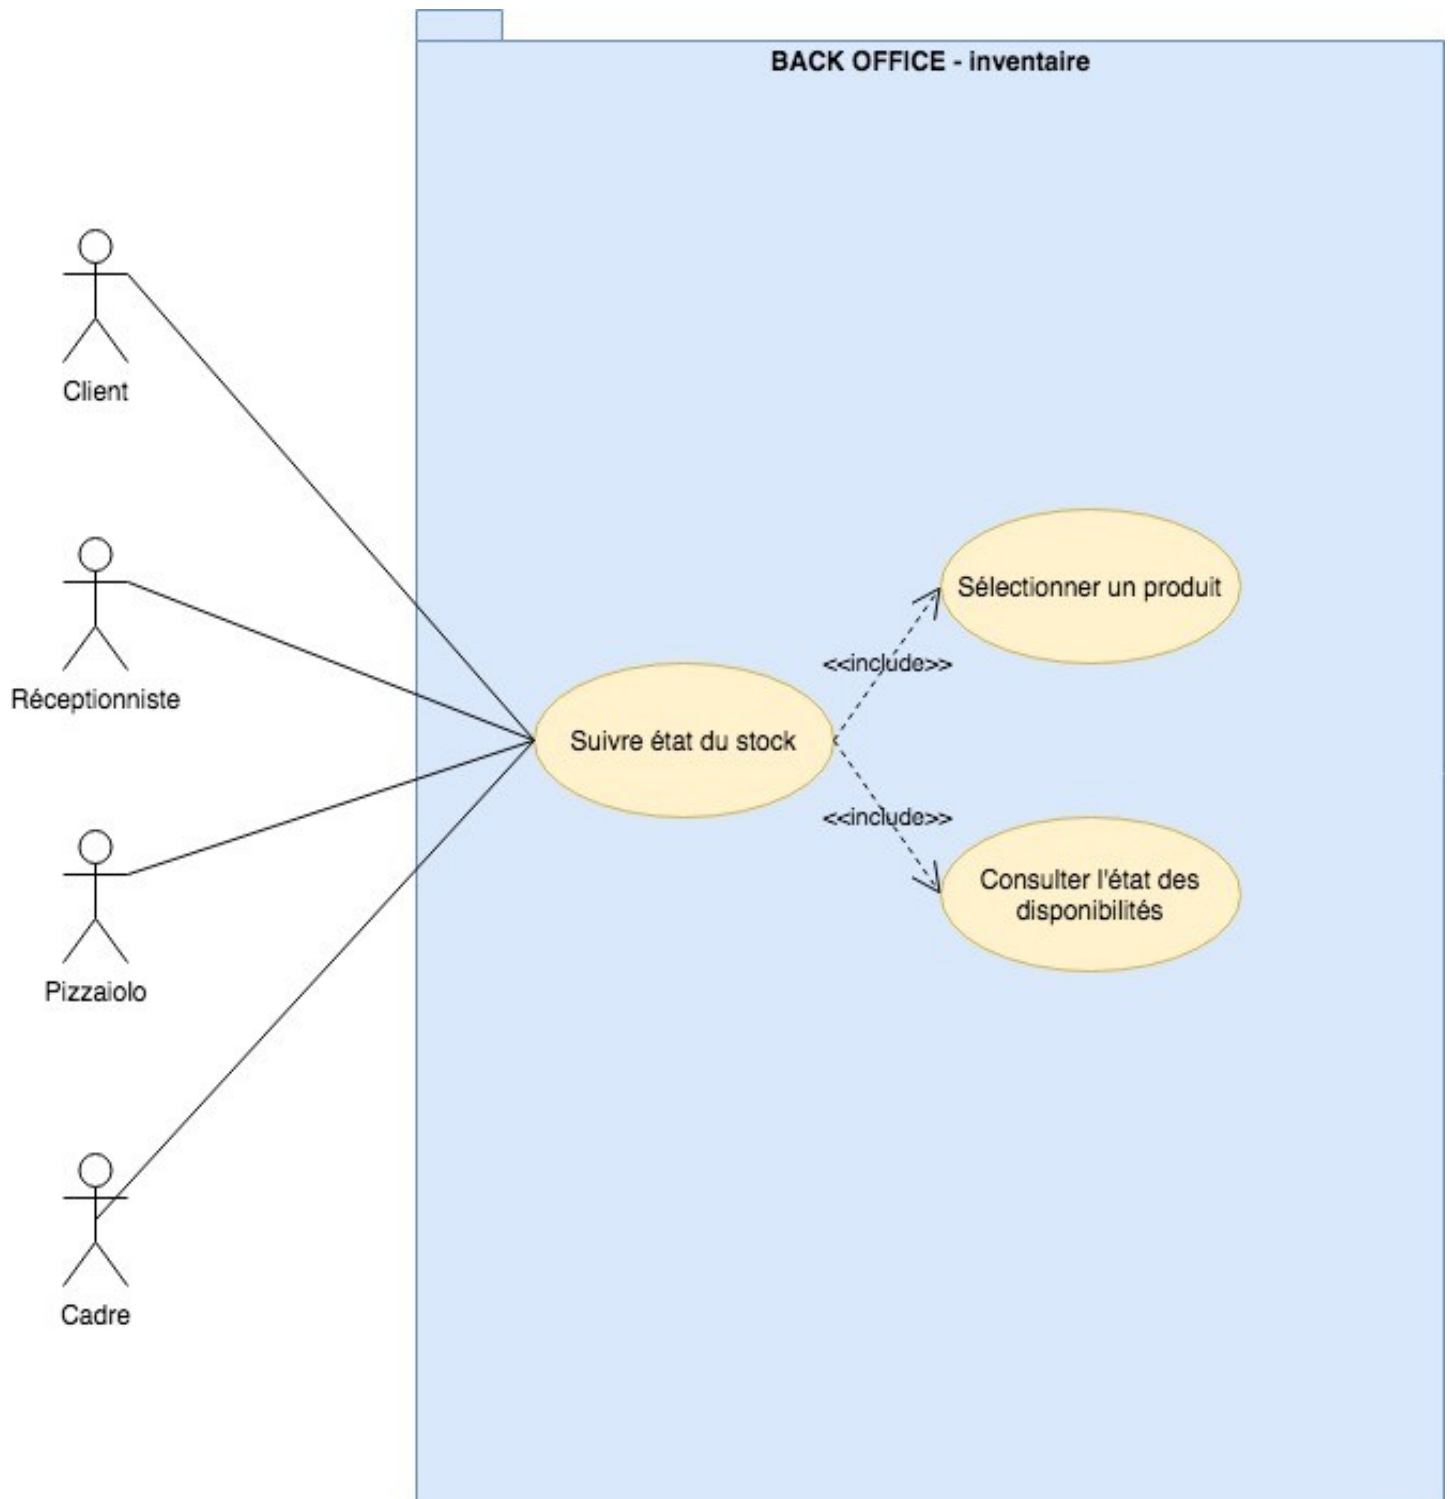 BACK OFFICE - inventaire
Client
Réceptionniste
Pizzaiolo
Cadre
Suivre état du stock
<<include>>
Sélectionner un produit
<<include>>
Consulter l'état des
disponibilités